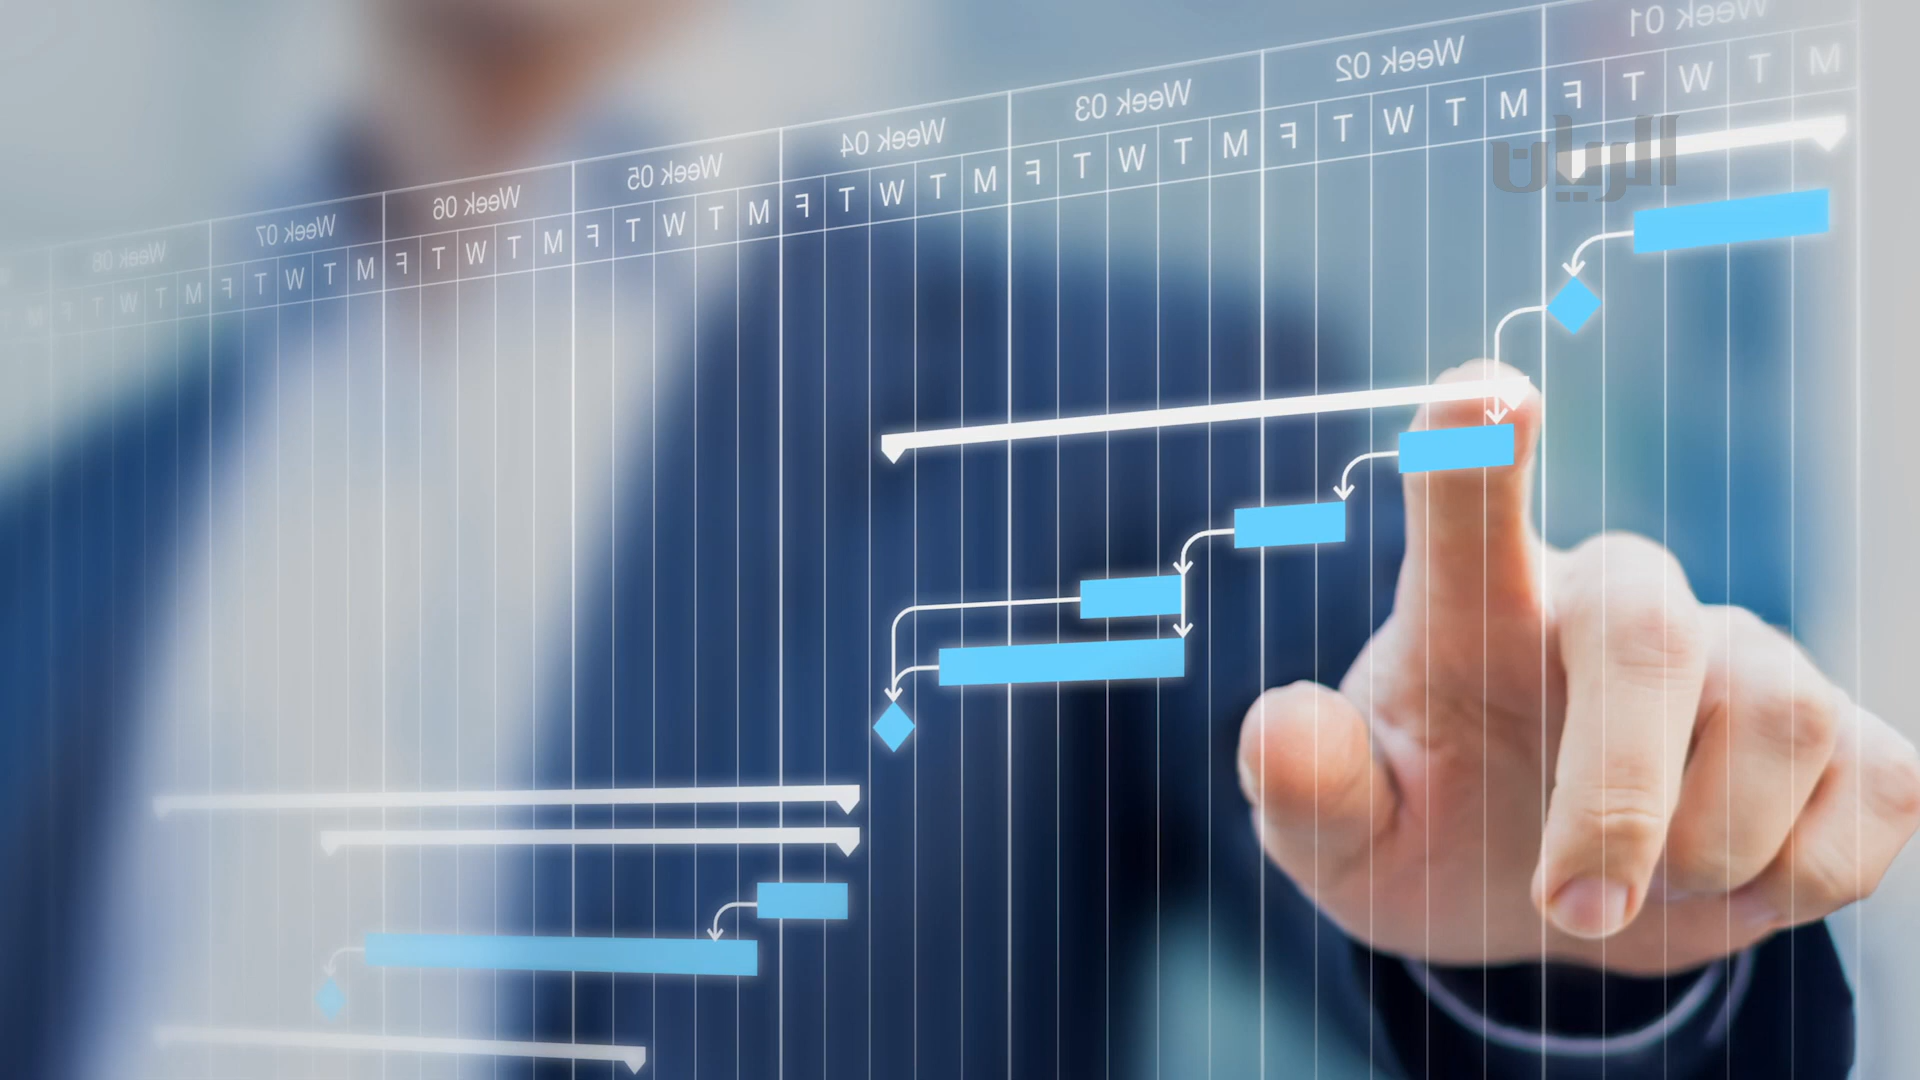 Week 01
Week 02
Week 03
Week 04
Week 05
Week 06
Week 07
Week 08
M T W T F M T W T F M T W T F M T W T F M T W T F M T W T F M T W T F M T W T F M T
الريان